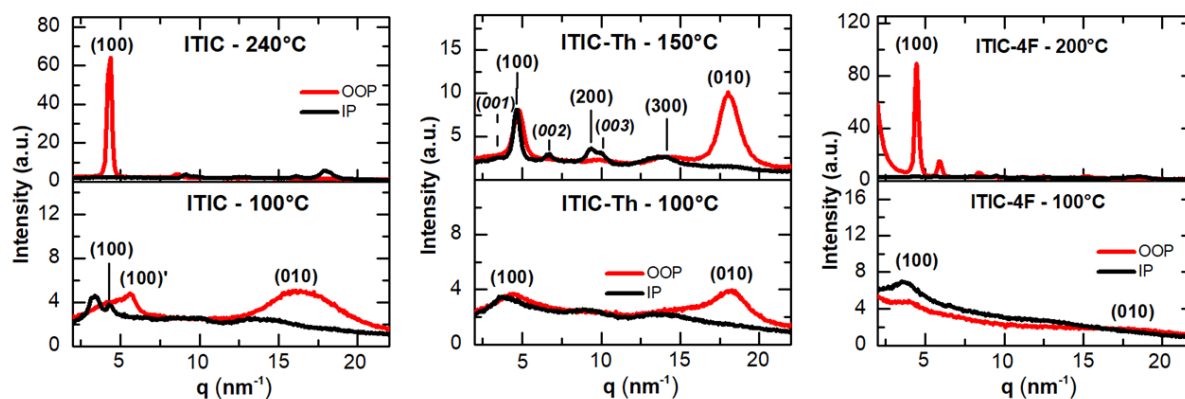 Intensity (a.u.)
80
60
40
20
0
(100)
ITIC - 240°C
OOP
IP
12
8
4
0
ITIC - 100°C
(100)
(100)'
(010)
5 10 15 20
q (nm⁻¹)
Intensity (a.u.)
15
10
5
ITIC-Th - 150°C
(001)
(100)
(002)
(200)
(003)
(300)
(010)
8
4
0
ITIC-Th - 100°C
(100)
(010)
OOP
IP
5 10 15 20
q (nm⁻¹)
Intensity (a.u.)
120
80
40
0
(100)
ITIC-4F - 200°C
16
12
8
4
0
ITIC-4F - 100°C
(100)
OOP
IP
(010)
5 10 15 20
q (nm⁻¹)